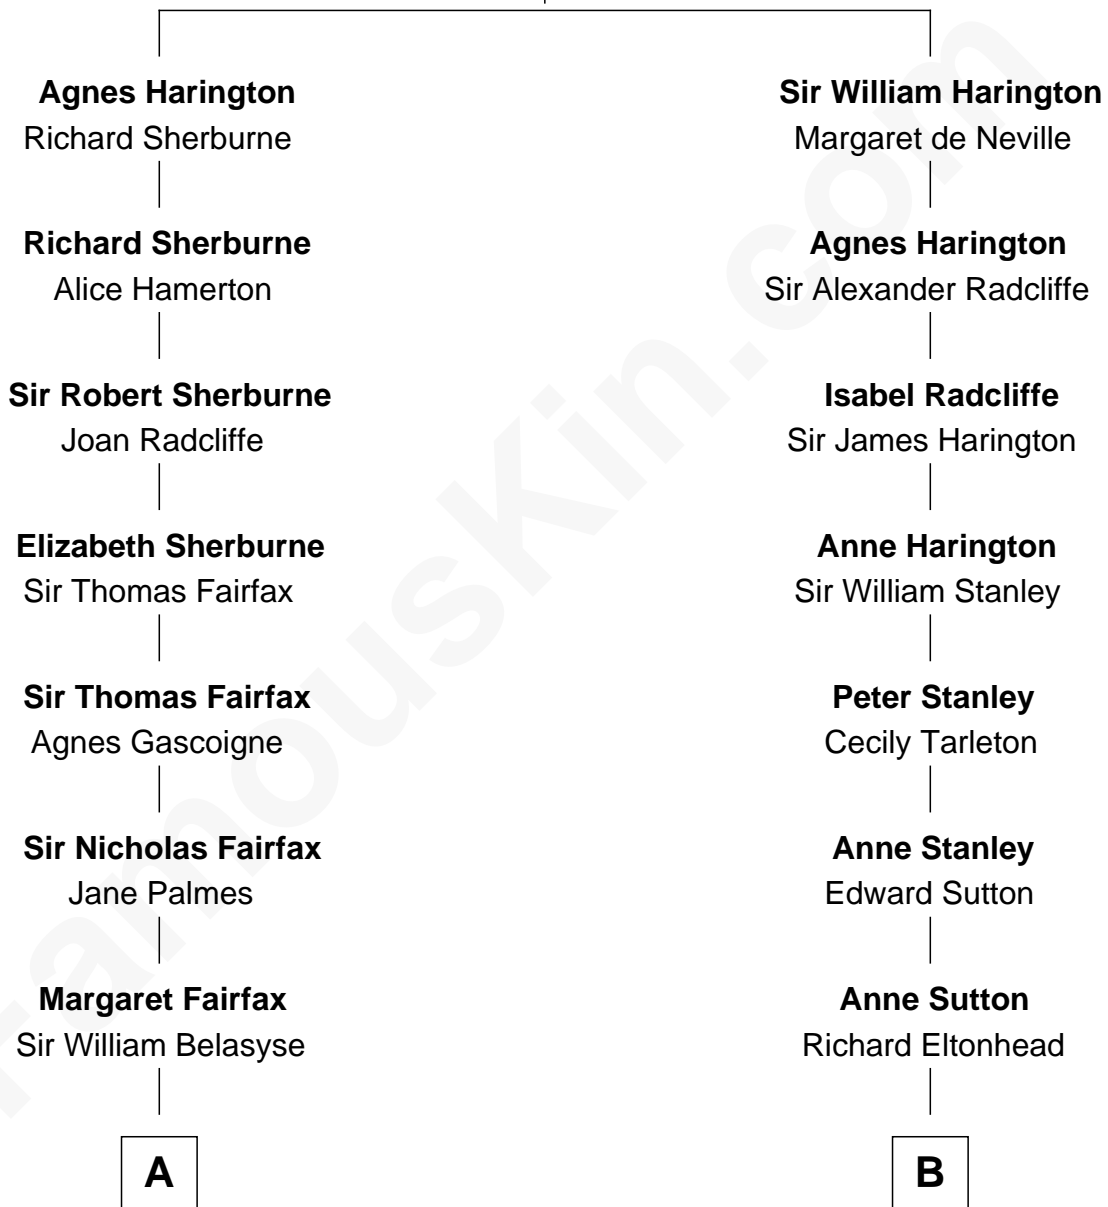 Agnes Harington
Richard Sherburne
Sir William Harington
Margaret de Neville
Richard Sherburne
Alice Hamerton
Agnes Harington
Sir Alexander Radcliffe
Sir Robert Sherburne
Joan Radcliffe
Isabel Radcliffe
Sir James Harington
Elizabeth Sherburne
Sir Thomas Fairfax
Anne Harington
Sir William Stanley
Sir Thomas Fairfax
Agnes Gascoigne
Peter Stanley
Cecily Tarleton
Sir Nicholas Fairfax
Jane Palmes
Anne Stanley
Edward Sutton
Margaret Fairfax
Sir William Belasyse
Anne Sutton
Richard Eltonhead
A
B
FamousKin.com